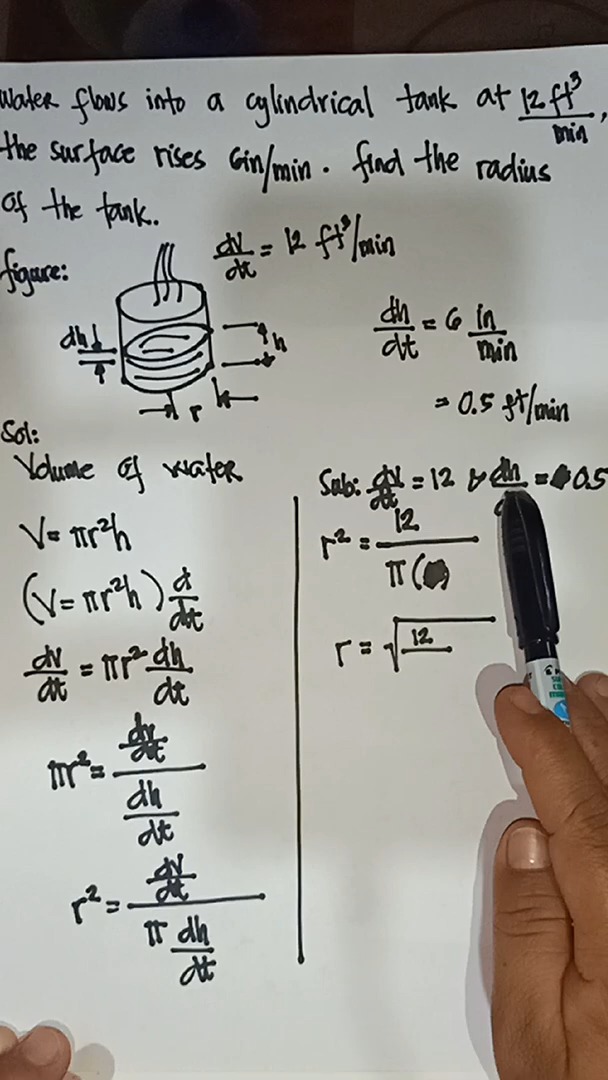 Water flows into a cylindrical tank at 12 ft³/min,
the surface rises 6in/min. find the radius
of the tank.
figure:
dV/dt = 12 ft³/min
dh
h
r
dh/dt = 6 in/min
= 0.5 ft/min
Sol:
Volume of water
V = πr²h
(V = πr²h) d/dt
dV/dt = πr² dh/dt
πr² = dV/dt / dh/dt
r² = dV/dt / π dh/dt
Sub: dV/dt = 12 & dh/d = 0.5
r² = 12 / π( )
r = √12